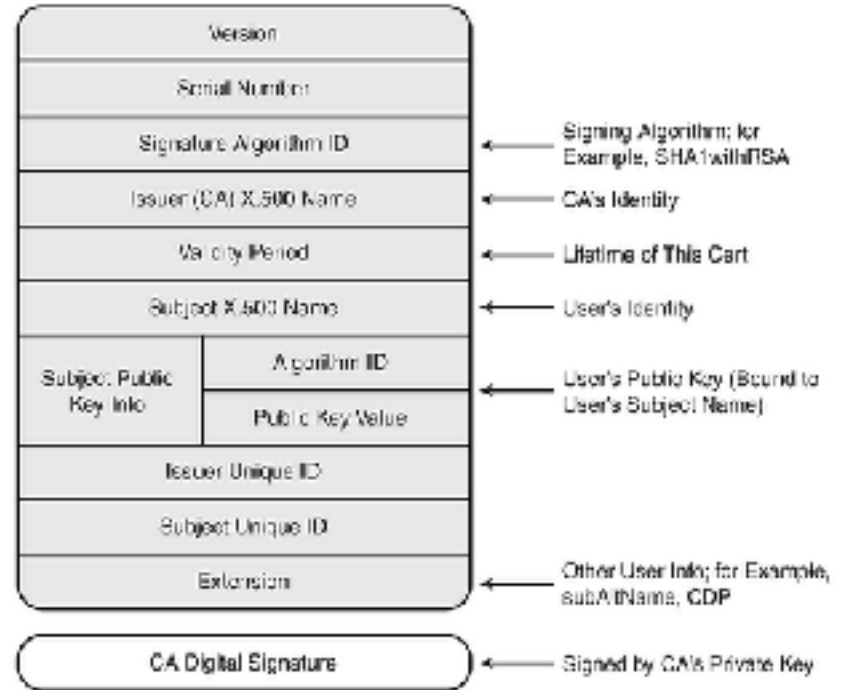 Version
Serial Number
Signature Algorithm ID
Signing Algorithm; for
Example, SHA1withRSA
Issuer (CA) X.500 Name
CA's Identity
Validity Period
Lifetime of This Cert
Subject X.500 Name
User's Identity
Subject Public
Key Info
Algorithm ID
Public Key Value
User's Public Key (Bound to
User's Subject Name)
Issuer Unique ID
Subject Unique ID
Extension
Other User Info; for Example,
subAltName, CDP
CA Digital Signature
Signed by CA's Private Key